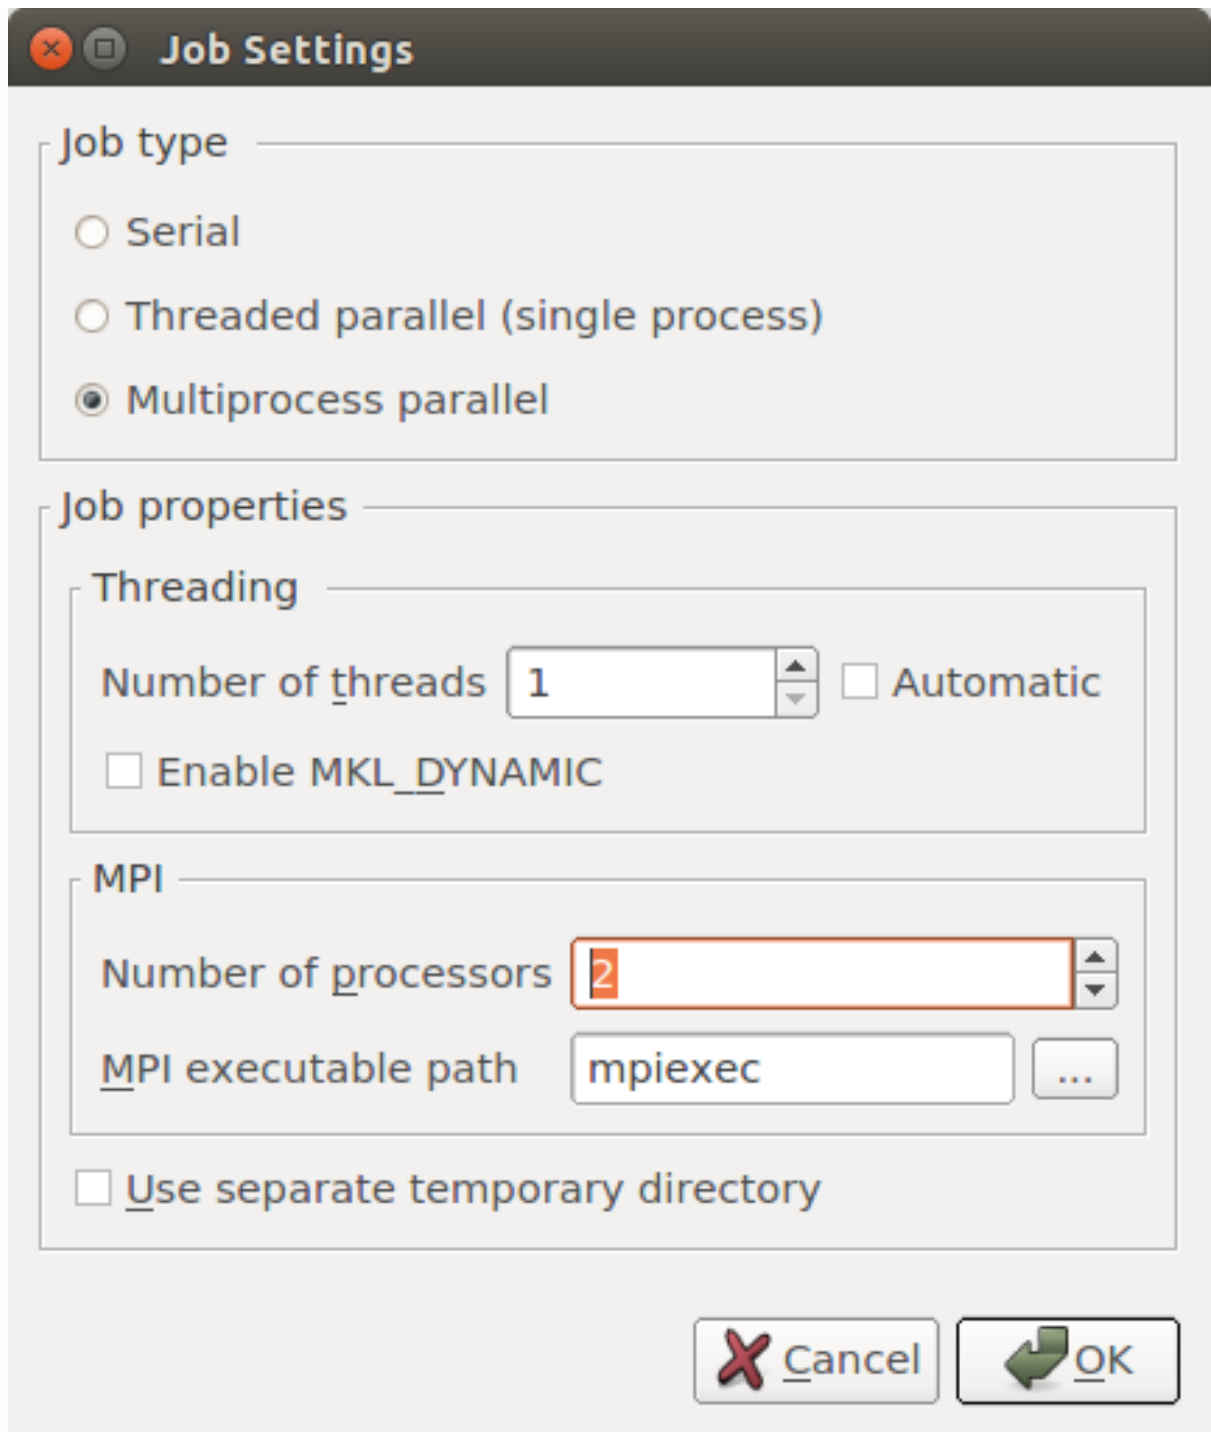 Job Settings
Job type
Serial
Threaded parallel (single process)
Multiprocess parallel
Job properties
Threading
Number of threads 1 Automatic
Enable MKL_DYNAMIC
MPI
Number of processors 2
MPI executable path mpiexec ...
Use separate temporary directory
Cancel OK